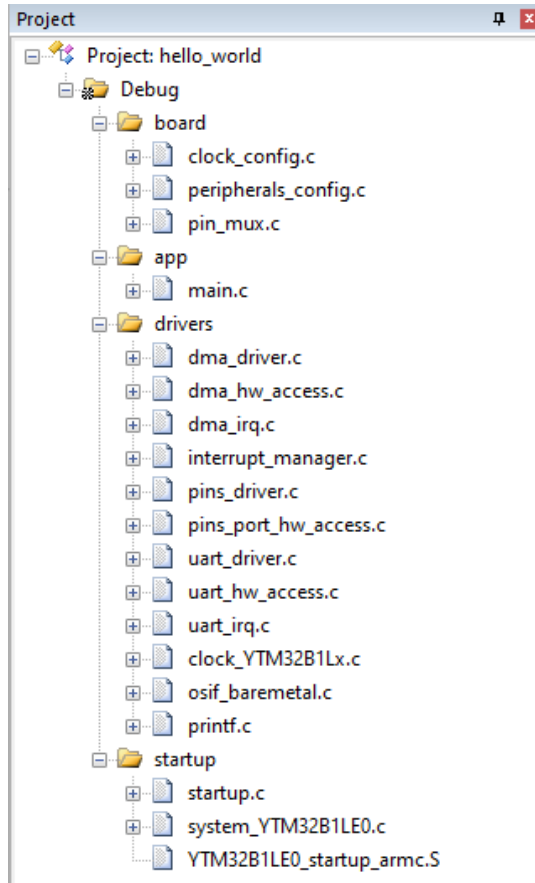 Project
Project: hello_world
Debug
board
clock_config.c
peripherals_config.c
pin_mux.c
app
main.c
drivers
dma_driver.c
dma_hw_access.c
dma_irq.c
interrupt_manager.c
pins_driver.c
pins_port_hw_access.c
uart_driver.c
uart_hw_access.c
uart_irq.c
clock_YTM32B1Lx.c
osif_baremetal.c
printf.c
startup
startup.c
system_YTM32B1LE0.c
YTM32B1LE0_startup_armc.S